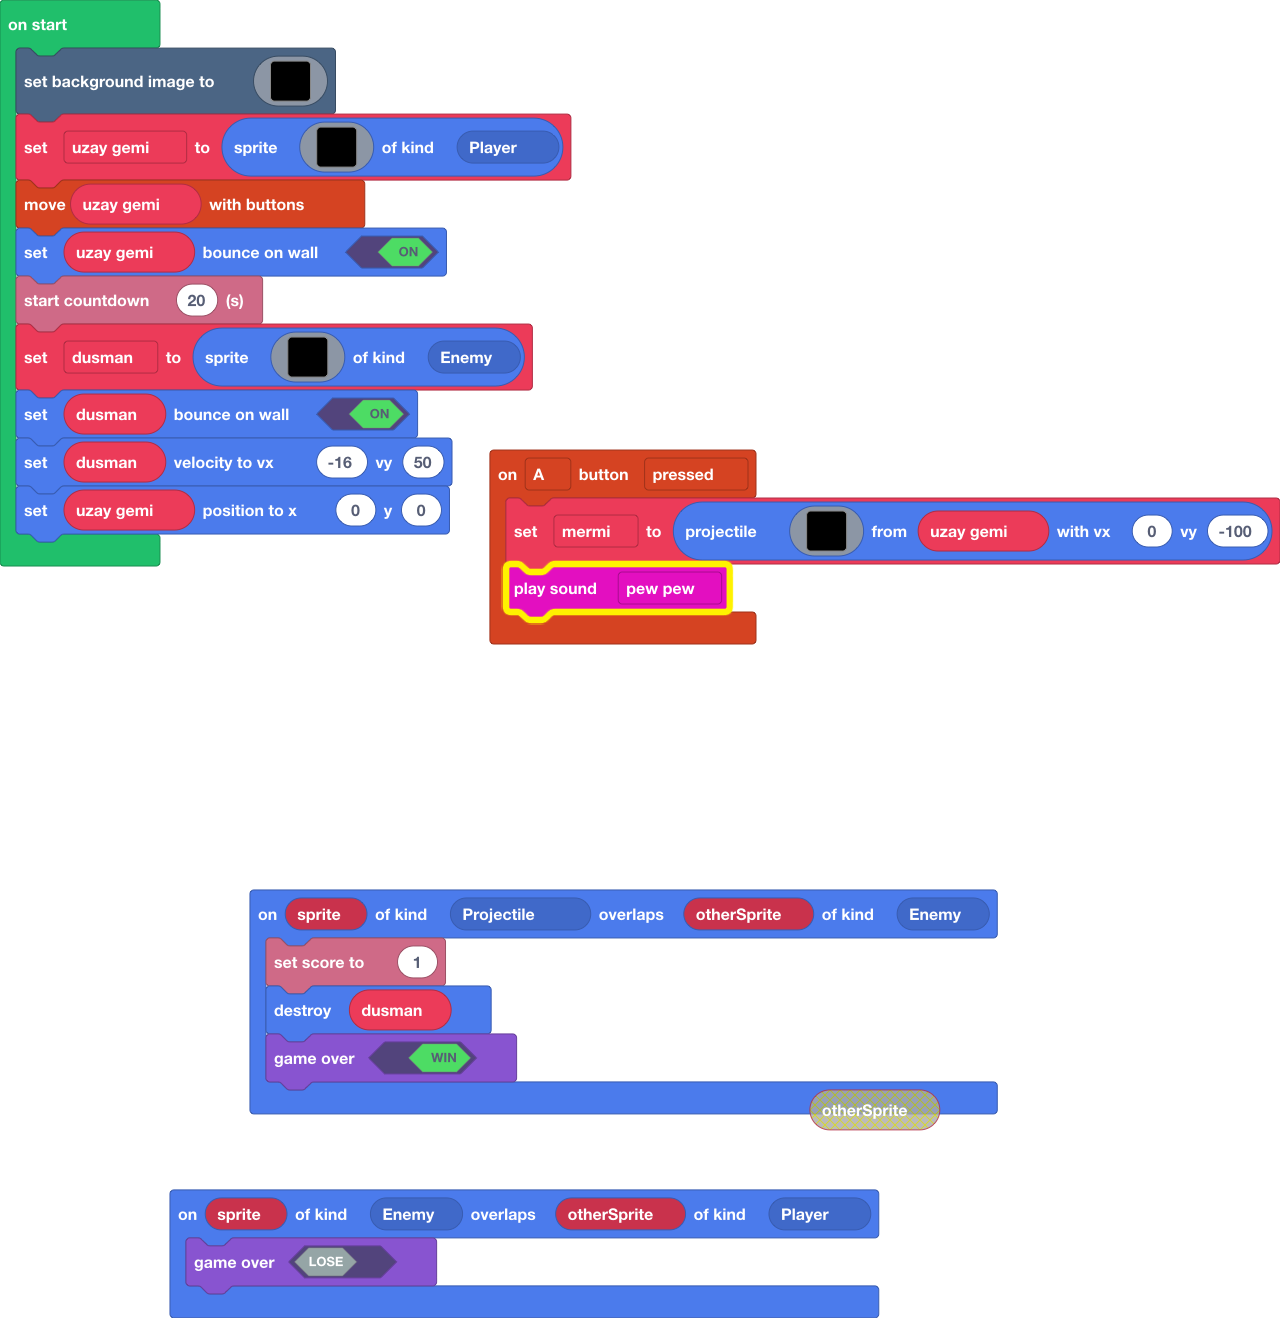 on start
set background image to
set uzay gemi to sprite of kind Player
move uzay gemi with buttons
set uzay gemi bounce on wall ON
start countdown 20 (s)
set dusman to sprite of kind Enemy
set dusman bounce on wall ON
set dusman velocity to vx -16 vy 50
set uzay gemi position to x 0 y 0
on A button pressed
set mermi to projectile from uzay gemi with vx 0 vy -100
play sound pew pew
on sprite of kind Projectile overlaps otherSprite of kind Enemy
set score to 1
destroy dusman
game over WIN
otherSprite
on sprite of kind Enemy overlaps otherSprite of kind Player
game over LOSE